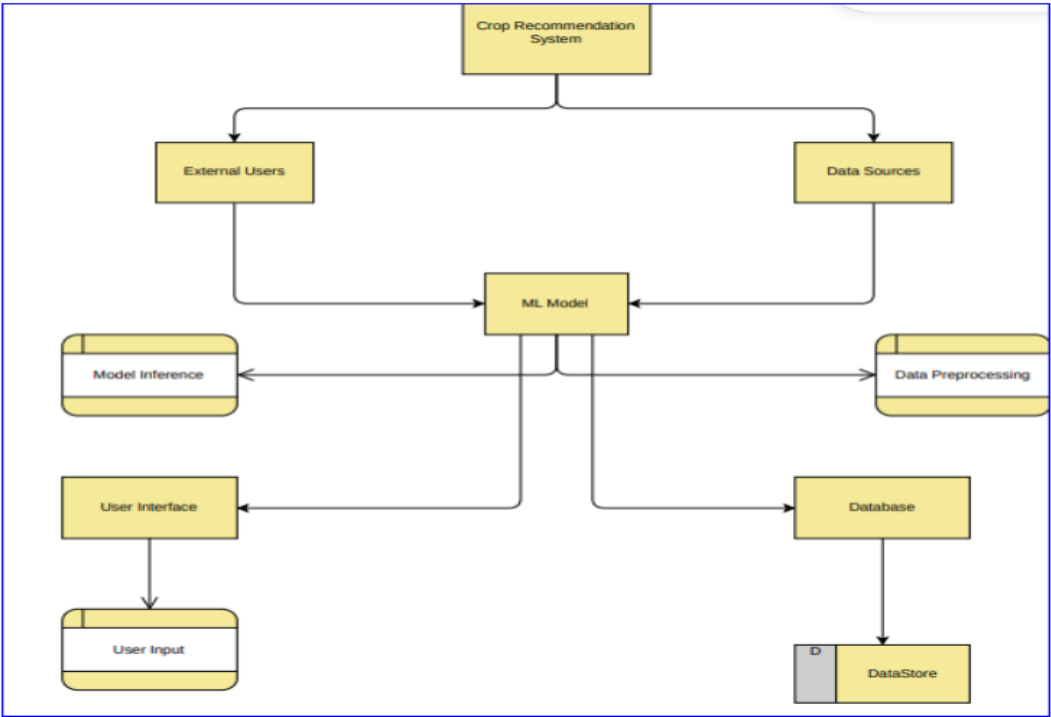 Crop Recommendation
System
External Users
Data Sources
ML Model
Model Inference
Data Preprocessing
User Interface
Database
User Input
D
DataStore